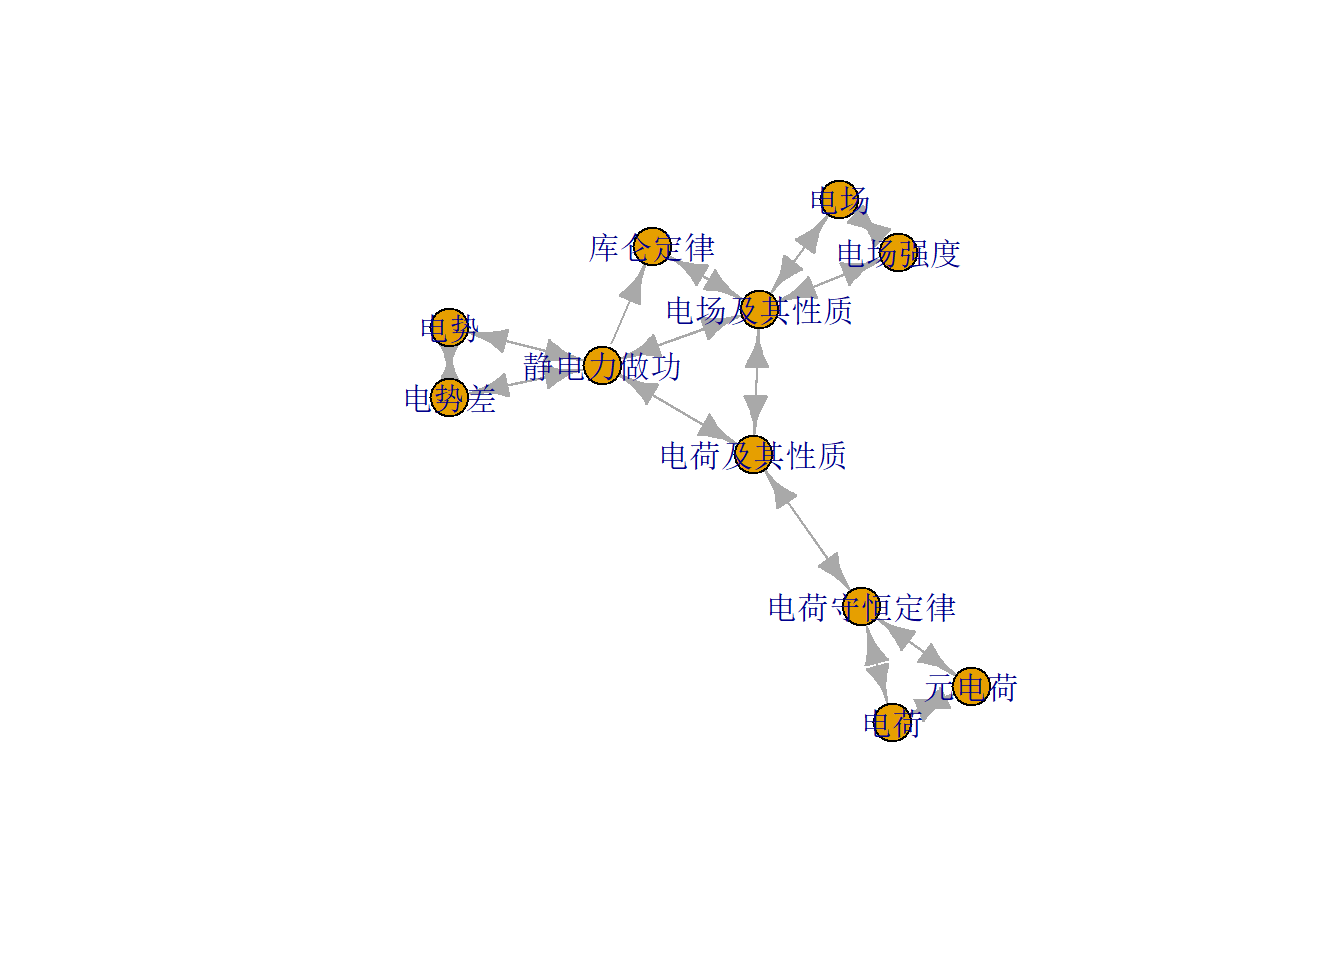 电场
库仑定律
电场强度
电场及其性质
电势
静电力做功
电势差
电荷及其性质
电荷守恒定律
元电荷
电荷